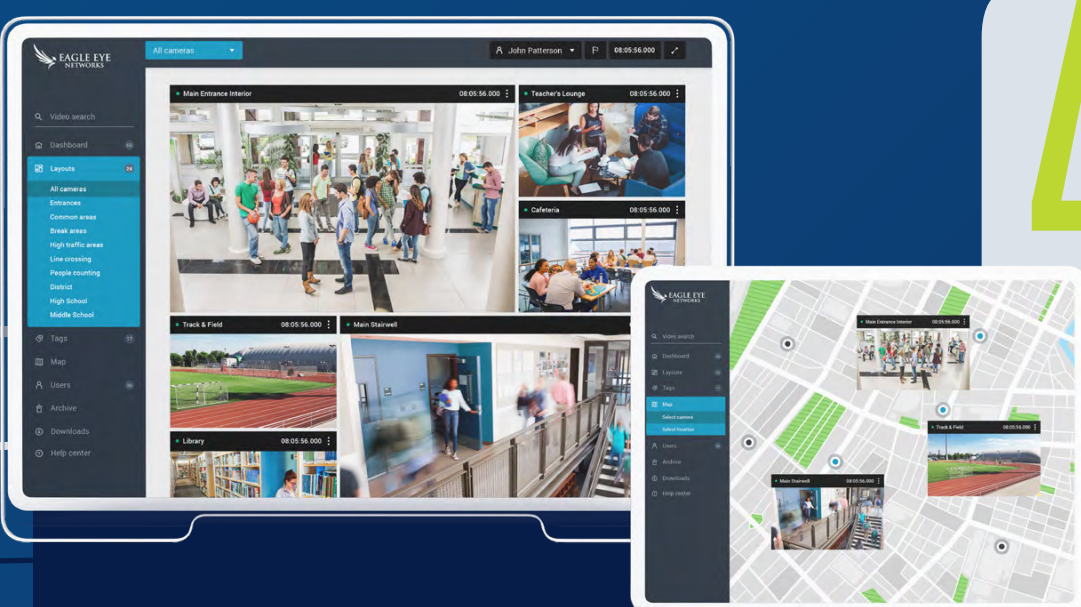 EAGLE EYE
NETWORKS
All cameras
John Patterson
08:05:56.000
Video search
Dashboard
Layouts
24
All cameras
Entrances
Common areas
Break areas
High traffic areas
Line crossing
People counting
District
High School
Middle School
Tags
Map
Users
Archive
Downloads
Help center
Main Entrance Interior
08:05:56.000
Teacher's Lounge
08:05:56.000
Cafeteria
08:05:56.000
Track & Field
08:05:56.000
Main Stairwell
Library
08:05:56.000
4
EAGLE EYE
NETWORKS
Video search
Dashboard
Layouts
Tags
Map
Select camera
Select location
Users
Archive
Downloads
Help center
Main Entrance Interior
08:05:56.000
Track & Field
08:05:56.000
Main Stairwell
08:05:56.000